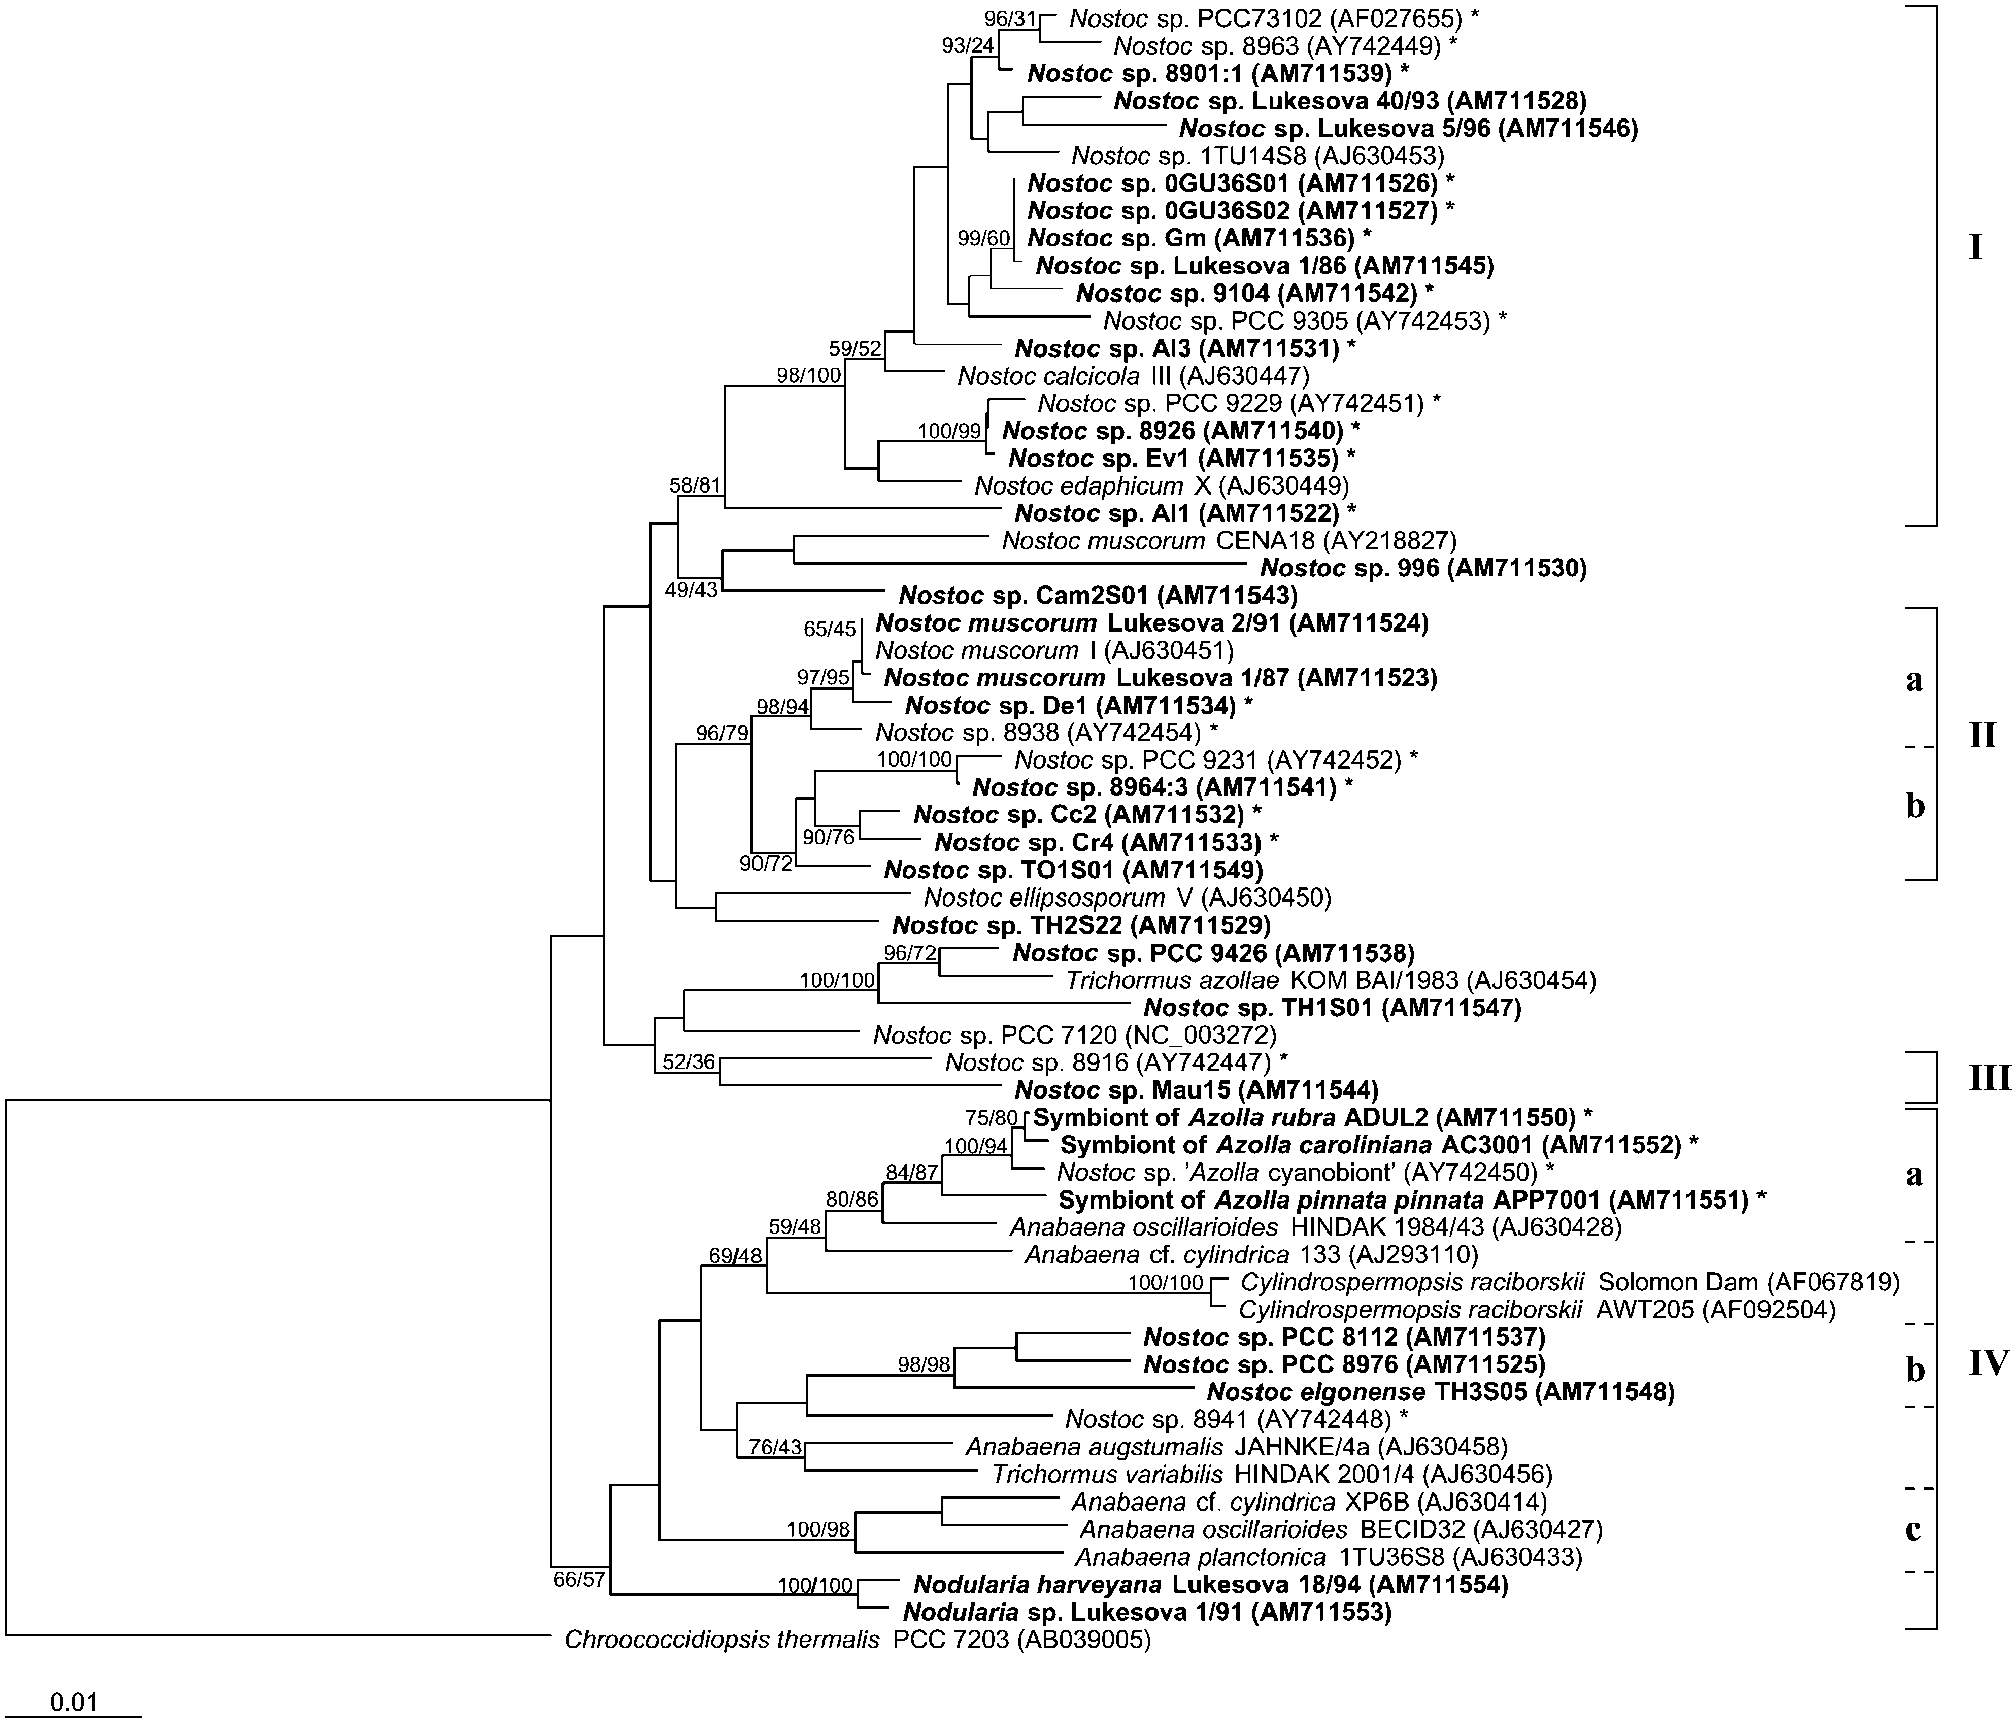 96/31 Nostoc sp. PCC73102 (AF027655) *
93/24 Nostoc sp. 8963 (AY742449) *
Nostoc sp. 8901:1 (AM711539) *
Nostoc sp. Lukesova 40/93 (AM711528)
Nostoc sp. Lukesova 5/96 (AM711546)
Nostoc sp. 1TU14S8 (AJ630453)
Nostoc sp. 0GU36S01 (AM711526) *
Nostoc sp. 0GU36S02 (AM711527) *
99/60 Nostoc sp. Gm (AM711536) *
I
Nostoc sp. Lukesova 1/86 (AM711545)
Nostoc sp. 9104 (AM711542) *
Nostoc sp. PCC 9305 (AY742453) *
59/52 Nostoc sp. Al3 (AM711531) *
98/100 Nostoc calcicola III (AJ630447)
Nostoc sp. PCC 9229 (AY742451) *
100/99 Nostoc sp. 8926 (AM711540) *
Nostoc sp. Ev1 (AM711535) *
58/81 Nostoc edaphicum X (AJ630449)
Nostoc sp. Al1 (AM711522) *
Nostoc muscorum CENA18 (AY218827)
Nostoc sp. 996 (AM711530)
49/43 Nostoc sp. Cam2S01 (AM711543)
65/45 Nostoc muscorum Lukesova 2/91 (AM711524)
Nostoc muscorum I (AJ630451)
97/95 Nostoc muscorum Lukesova 1/87 (AM711523) a
98/94 Nostoc sp. De1 (AM711534) *
96/79 Nostoc sp. 8938 (AY742454) * II
100/100 Nostoc sp. PCC 9231 (AY742452) *
Nostoc sp. 8964:3 (AM711541) *
Nostoc sp. Cc2 (AM711532) * b
90/76 Nostoc sp. Cr4 (AM711533) *
90/72 Nostoc sp. TO1S01 (AM711549)
Nostoc ellipsosporum V (AJ630450)
Nostoc sp. TH2S22 (AM711529)
96/72 Nostoc sp. PCC 9426 (AM711538)
100/100 Trichormus azollae KOM BAI/1983 (AJ630454)
Nostoc sp. TH1S01 (AM711547)
Nostoc sp. PCC 7120 (NC_003272)
52/36 Nostoc sp. 8916 (AY742447) *
III
Nostoc sp. Mau15 (AM711544)
75/80 Symbiont of Azolla rubra ADUL2 (AM711550) *
100/94 Symbiont of Azolla caroliniana AC3001 (AM711552) *
84/87 Nostoc sp. 'Azolla cyanobiont' (AY742450) * a
80/86 Symbiont of Azolla pinnata pinnata APP7001 (AM711551) *
59/48 Anabaena oscillarioides HINDAK 1984/43 (AJ630428)
69/48 Anabaena cf. cylindrica 133 (AJ293110)
100/100 Cylindrospermopsis raciborskii Solomon Dam (AF067819)
Cylindrospermopsis raciborskii AWT205 (AF092504)
Nostoc sp. PCC 8112 (AM711537)
98/98 Nostoc sp. PCC 8976 (AM711525) b IV
Nostoc elgonense TH3S05 (AM711548)
Nostoc sp. 8941 (AY742448) *
76/43 Anabaena augstumalis JAHNKE/4a (AJ630458)
Trichormus variabilis HINDAK 2001/4 (AJ630456)
Anabaena cf. cylindrica XP6B (AJ630414)
100/98 Anabaena oscillarioides BECID32 (AJ630427) c
Anabaena planctonica 1TU36S8 (AJ630433)
66/57 100/100 Nodularia harveyana Lukesova 18/94 (AM711554)
Nodularia sp. Lukesova 1/91 (AM711553)
Chroococcidiopsis thermalis PCC 7203 (AB039005)
0.01